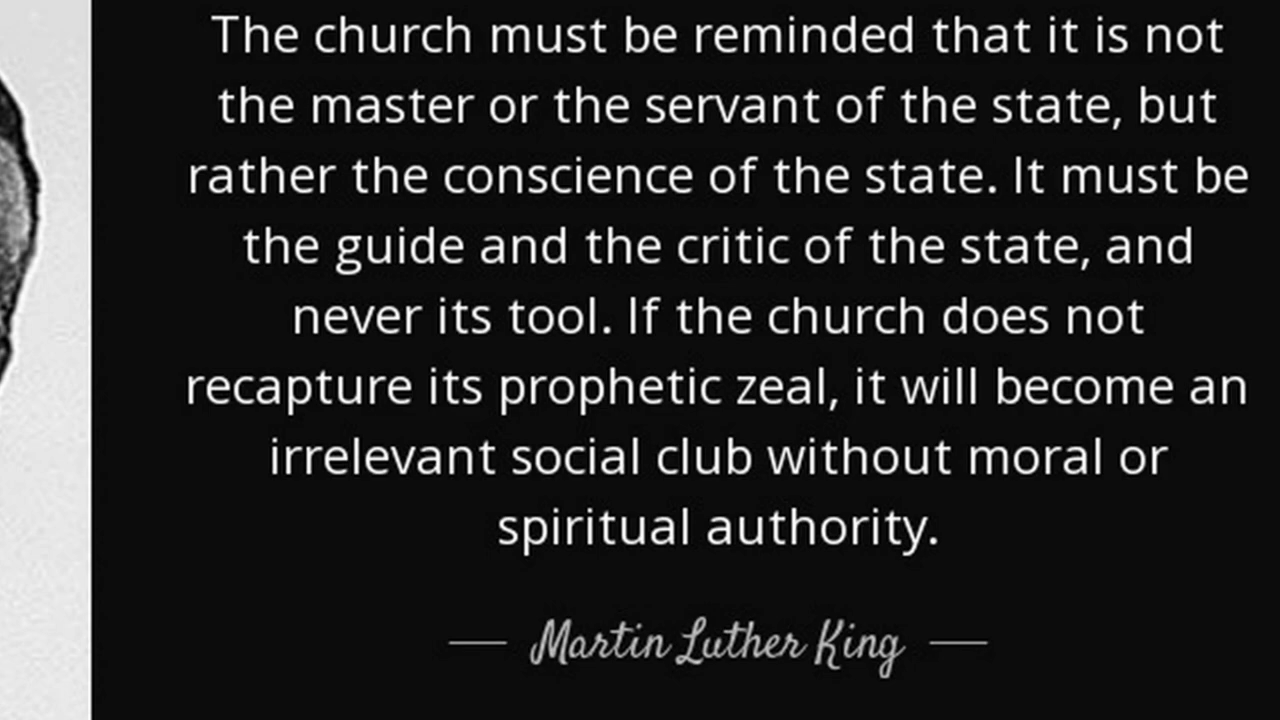 The church must be reminded that it is not
the master or the servant of the state, but
rather the conscience of the state. It must be
the guide and the critic of the state, and
never its tool. If the church does not
recapture its prophetic zeal, it will become an
irrelevant social club without moral or
spiritual authority.
— Martin Luther King —